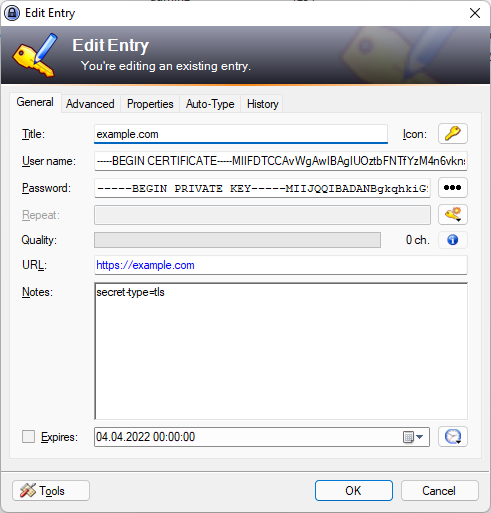 Edit Entry
Edit Entry
You're editing an existing entry.
General Advanced Properties Auto-Type History
Title: example.com Icon:
User name: -----BEGIN CERTIFICATE-----MIIFDTCCAvWgAwIBAgIUOztbFNTfYzM4n6vkns
Password: -----BEGIN PRIVATE KEY-----MIIJQQIBADANBgkqhkiG
Repeat:
Quality: 0 ch.
URL: https://example.com
Notes: secret-type=tls
Expires: 04.04.2022 00:00:00
Tools OK Cancel